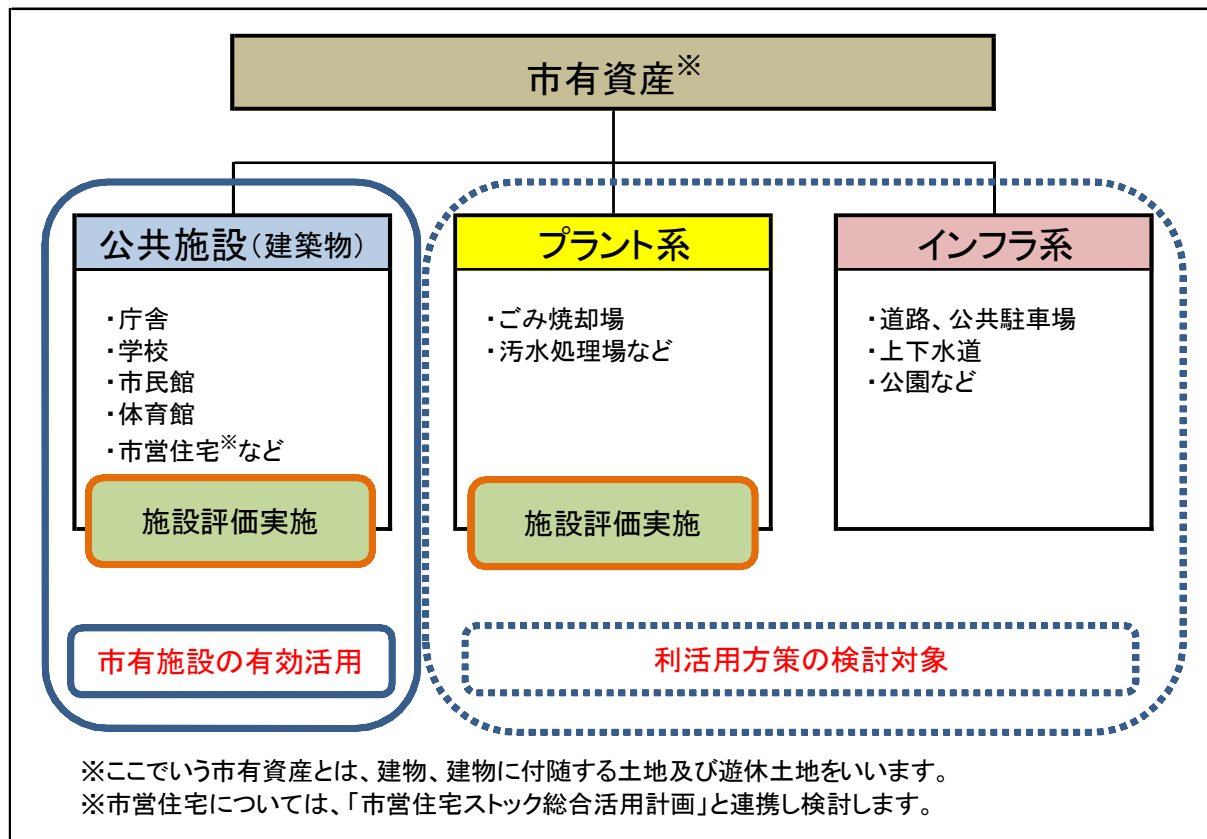 市有資産※
公共施設(建築物)
・庁舎
・学校
・市民館
・体育館
・市営住宅※など
施設評価実施
市有施設の有効活用
プラント系
・ごみ焼却場
・汚水処理場など
施設評価実施
インフラ系
・道路、公共駐車場
・上下水道
・公園など
利活用方策の検討対象
※ここでいう市有資産とは、建物、建物に付随する土地及び遊休土地をいいます。
※市営住宅については、「市営住宅ストック総合活用計画」と連携し検討します。